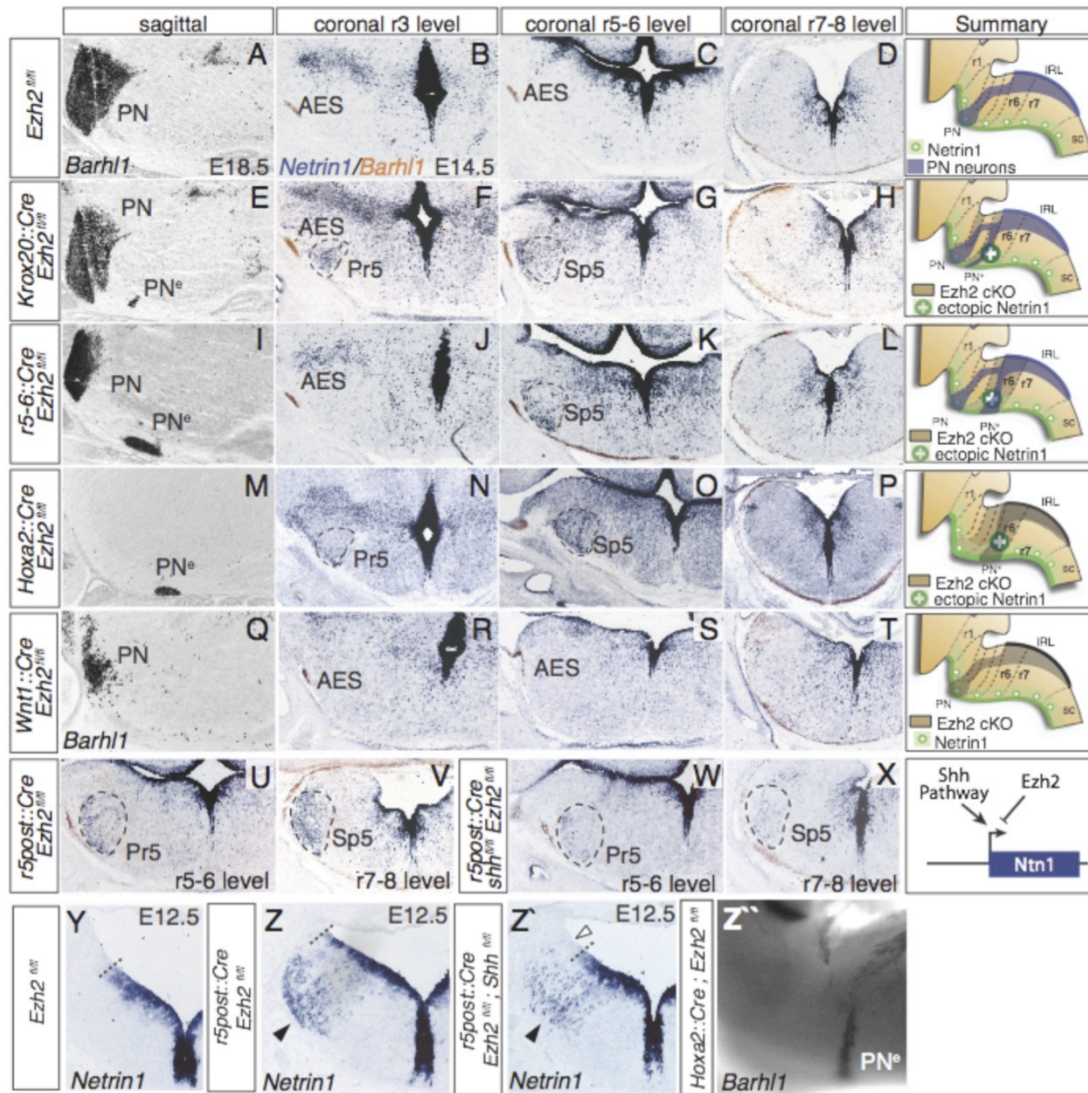 sagittal coronal r3 level coronal r5-6 level coronal r7-8 level Summary
Ezh2 fl/fl
A
PN
Barhl1 E18.5
B
AES
Netrin1/Barhl1 E14.5
C
AES
D
r1 IRL
r6 r7
PN SC
Netrin1
PN neurons
Krox20::Cre
Ezh2 fl/fl
E
PN
PNe
F
AES
Pr5
G
Sp5
H
r1 IRL
r6 r7
PN PNe SC
Ezh2 cKO
ectopic Netrin1
r5-6::Cre
Ezh2 fl/fl
I
PN
PNe
J
AES
K
Sp5
L
r1 IRL
r6 r7
PN PNe SC
Ezh2 cKO
ectopic Netrin1
Hoxa2::Cre
Ezh2 fl/fl
M
PNe
N
Pr5
O
Sp5
P
r1 IRL
r6 r7
PNe SC
Ezh2 cKO
ectopic Netrin1
Wnt1::Cre
Ezh2 fl/fl
Q
PN
Barhl1
R
AES
S
AES
T
r1 IRL
r6 r7
PN SC
Ezh2 cKO
Netrin1
r5post::Cre
Ezh2 fl/fl
U
Pr5
r5-6 level
V
Sp5
r7-8 level
r5post::Cre
shh fl/fl Ezh2 fl/fl
W
Pr5
r5-6 level
X
Sp5
r7-8 level
Shh
Pathway
Ezh2
Ntn1
Ezh2 fl/fl
Y E12.5
Netrin1
r5post::Cre
Ezh2 fl/fl
Z E12.5
Netrin1
r5post::Cre
Ezh2 fl/fl; Shh fl/fl
Z` E12.5
Netrin1
Hoxa2::Cre; Ezh2 fl/fl
Z``
PNe
Barhl1